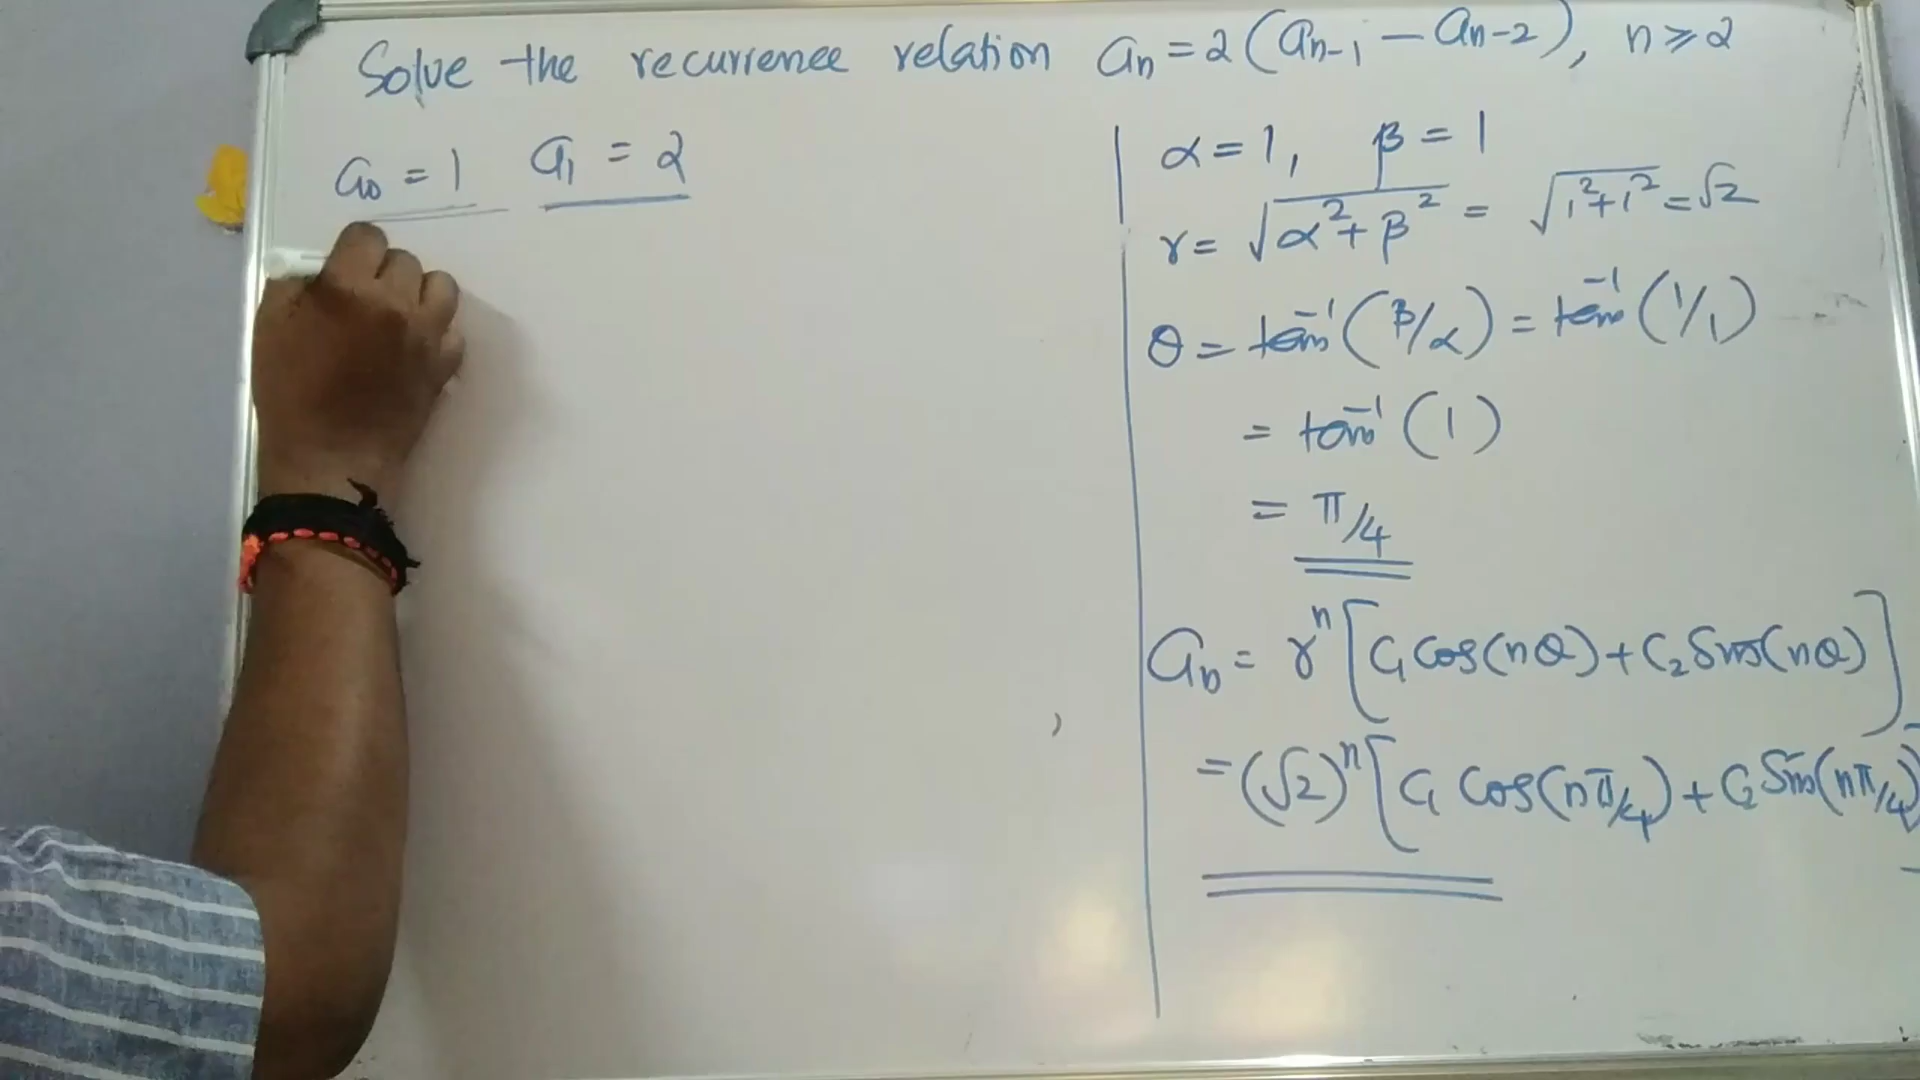 Solve the recurrence relation aₙ = 2(aₙ₋₁ − aₙ₋₂), n ≥ 2
a₀ = 1 a₁ = 2
α = 1, β = 1
r = √(α² + β²) = √(1² + 1²) = √2
θ = tan⁻¹(β/α) = tan⁻¹(1/1)
= tan⁻¹(1)
= π/4
aₙ = rⁿ[C₁ Cos(nθ) + C₂ Sin(nθ)]
= (√2)ⁿ[C₁ Cos(nπ/4) + C₂ Sin(nπ/4)